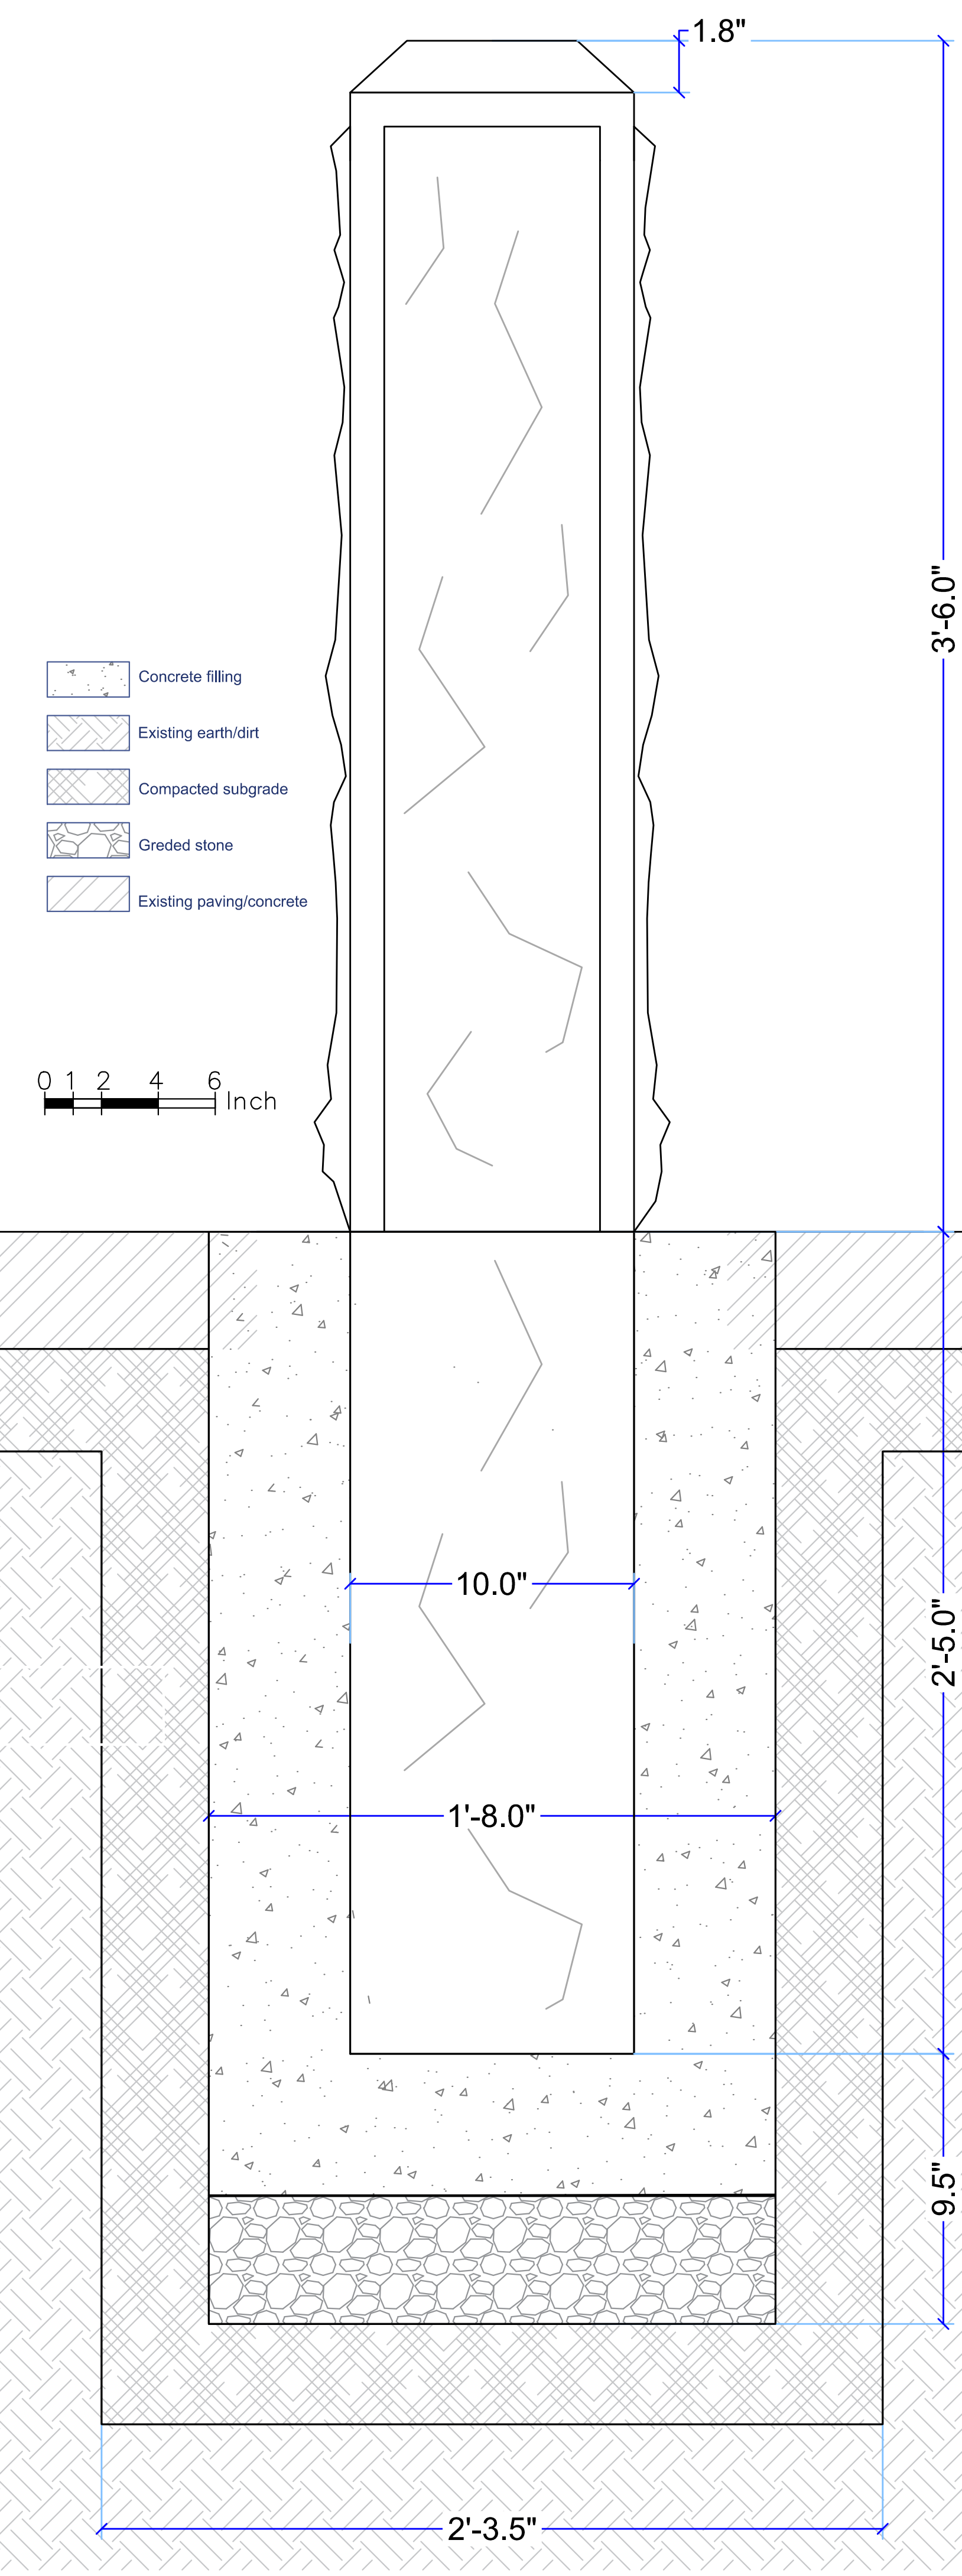 1.8"
3'-6.0"
Concrete filling
Existing earth/dirt
Compacted subgrade
Greded stone
Existing paving/concrete
0 1 2 4 6
Inch
10.0"
2'-5.0"
1'-8.0"
9.5"
2'-3.5"